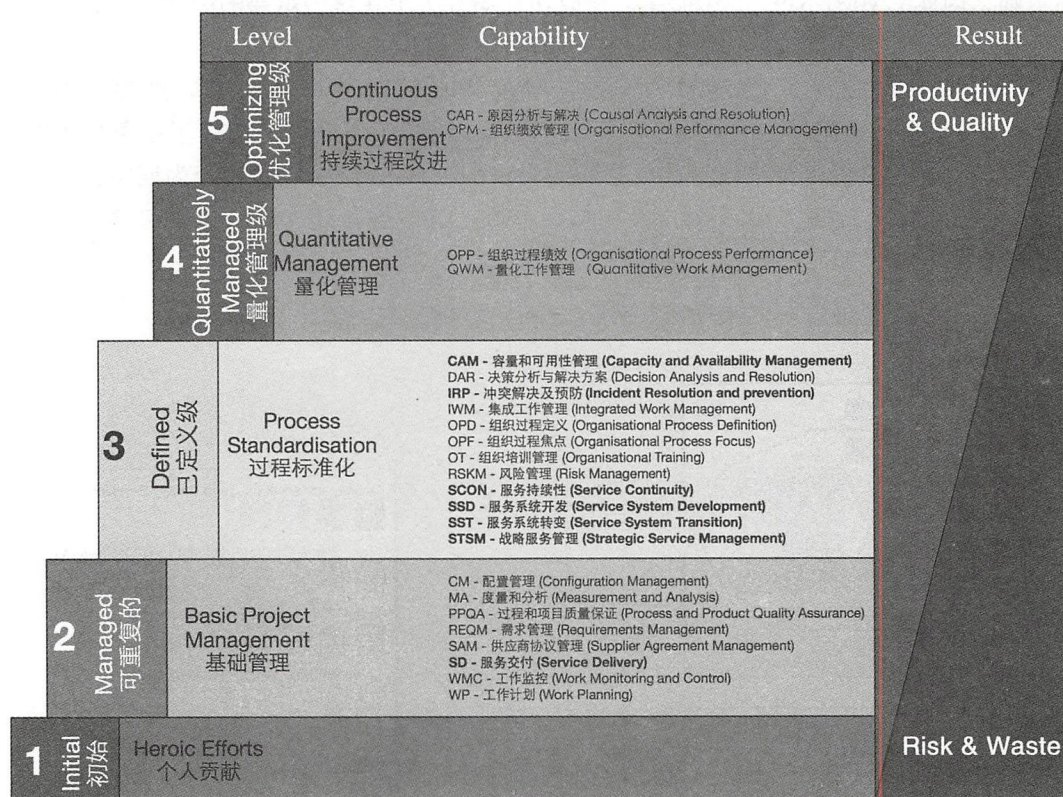 Level Capability Result
5
Optimizing
优化管理级
Continuous
Process
Improvement
持续过程改进
CAR - 原因分析与解决 (Causal Analysis and Resolution)
OPM - 组织绩效管理 (Organisational Performance Management)
Productivity
& Quality
4
Quantitatively
Managed
量化管理级
Quantitative
Management
量化管理
OPP - 组织过程绩效 (Organisational Process Performance)
QWM - 量化工作管理 （Quantitative Work Management）
3
Defined
已定义级
Process
Standardisation
过程标准化
CAM - 容量和可用性管理 (Capacity and Availability Management)
DAR - 决策分析与解决方案 (Decision Analysis and Resolution)
IRP - 冲突解决及预防 (Incident Resolution and prevention)
IWM - 集成工作管理 (Integrated Work Management)
OPD - 组织过程定义 (Organisational Process Definition)
OPF - 组织过程焦点 (Organisational Process Focus)
OT - 组织培训管理 (Organisational Training)
RSKM - 风险管理 (Risk Management)
SCON - 服务持续性 (Service Continuity)
SSD - 服务系统开发 (Service System Development)
SST - 服务系统转变 (Service System Transition)
STSM - 战略服务管理 (Strategic Service Management)
2
Managed
可重复的
Basic Project
Management
基础管理
CM - 配置管理 (Configuration Management)
MA - 度量和分析 (Measurement and Analysis)
PPQA - 过程和项目质量保证 (Process and Product Quality Assurance)
REQM - 需求管理 (Requirements Management)
SAM - 供应商协议管理 (Supplier Agreement Management)
SD - 服务交付 (Service Delivery)
WMC - 工作监控 (Work Monitoring and Control)
WP - 工作计划 (Work Planning)
1
Initial
初始
Heroic Efforts
个人贡献
Risk & Waste